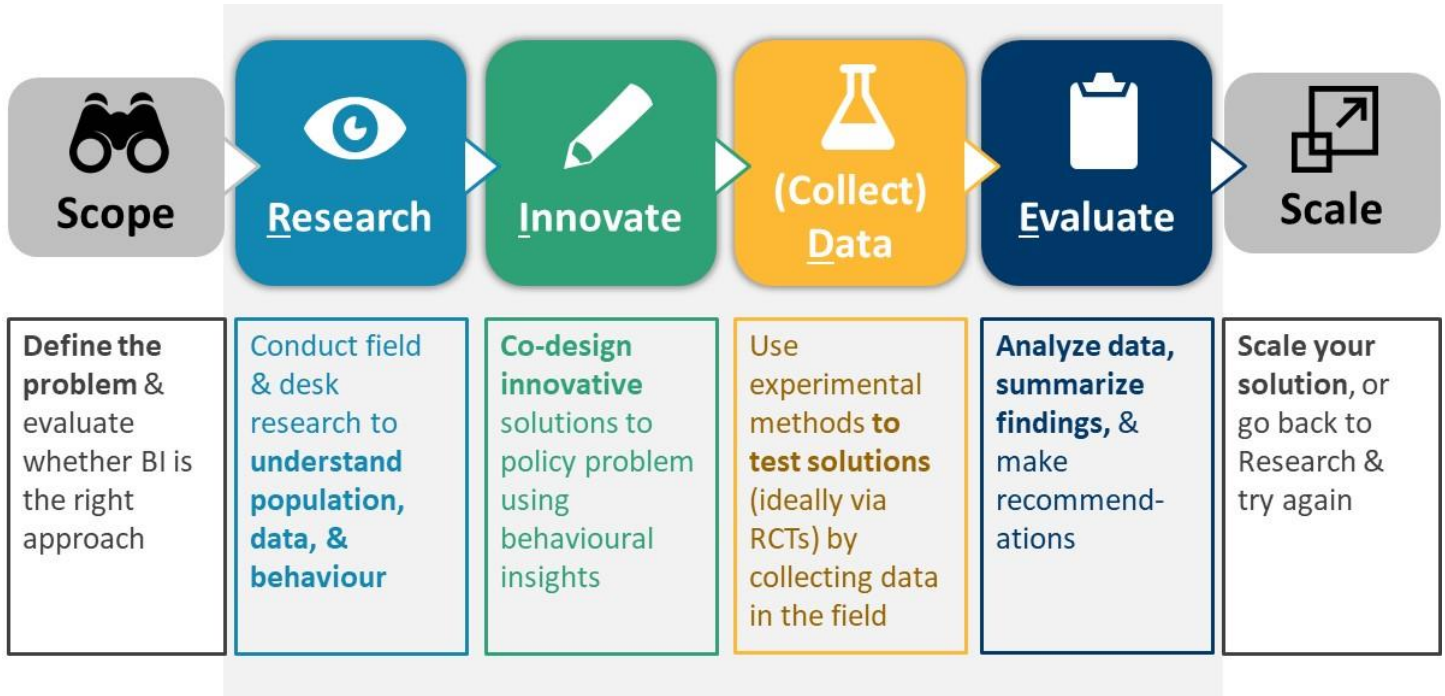 Scope
Research
Innovate
(Collect)
Data
Evaluate
Scale
Define the
problem &
evaluate
whether BI is
the right
approach
Conduct field
& desk
research to
understand
population,
data, &
behaviour
Co-design
innovative
solutions to
policy problem
using
behavioural
insights
Use
experimental
methods to
test solutions
(ideally via
RCTs) by
collecting data
in the field
Analyze data,
summarize
findings, &
make
recommend-
ations
Scale your
solution, or
go back to
Research &
try again